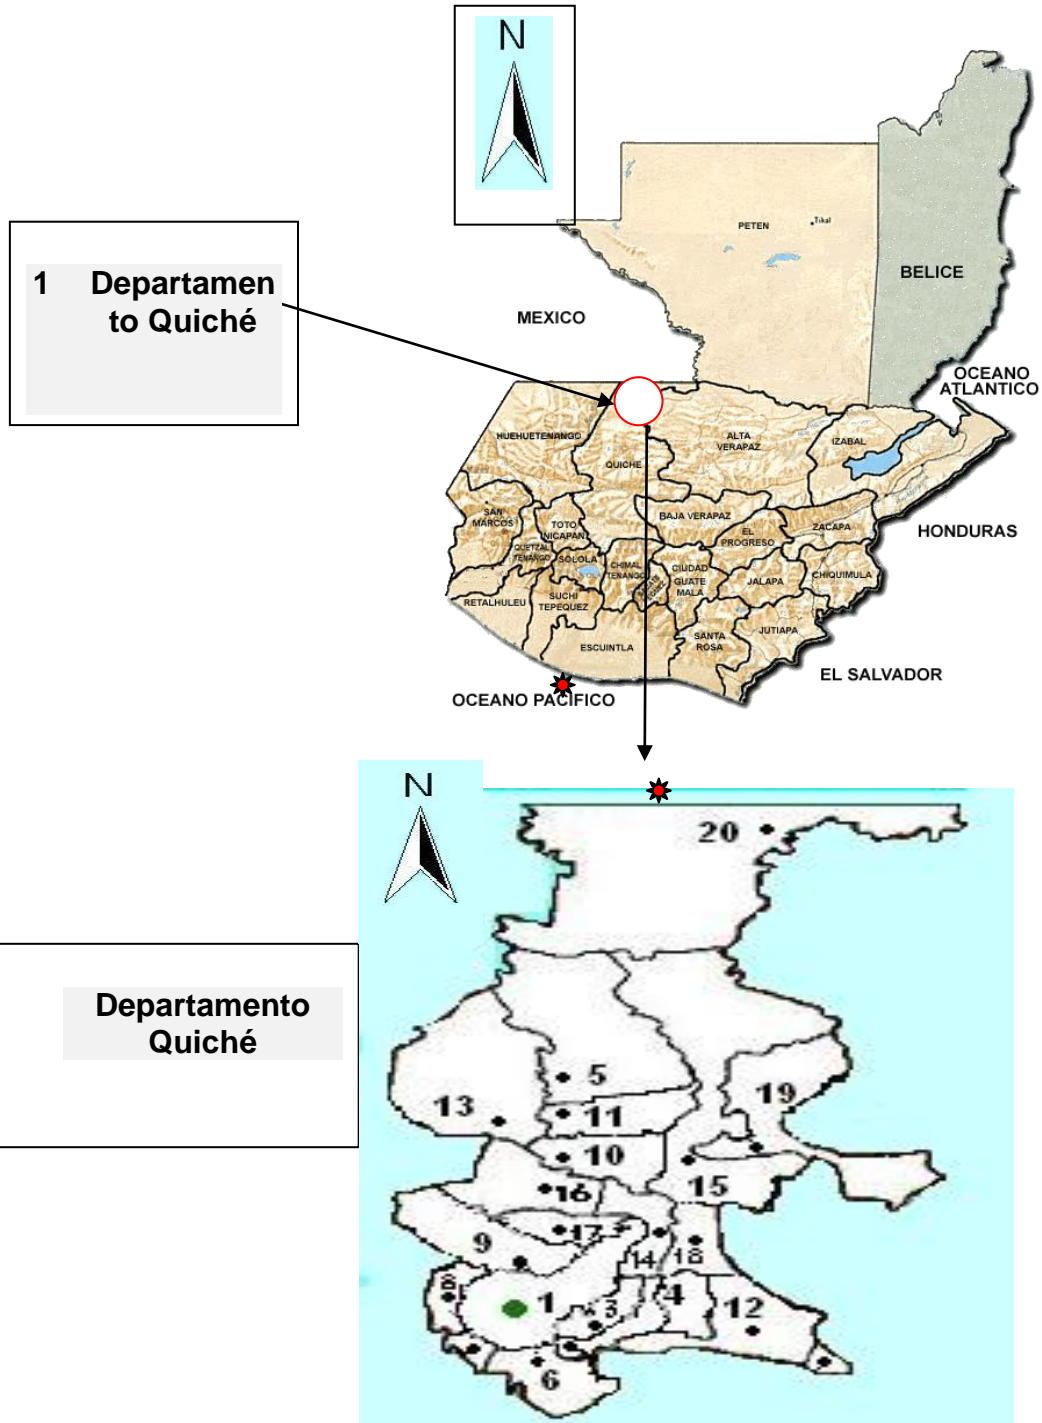 N
1 Departamen
to Quiché
PETEN
Tikal
BELICE
MEXICO
OCEANO
ATLANTICO
HUEHUETENANGO
ALTA
VERAPAZ
IZABAL
QUICHE
SAN
MARCOS
TOTO
NICAPAN
BAJA VERAPAZ
EL
PROGRESO
ZACAPA
HONDURAS
QUETZAL
TENANGO
SOLOLA
CHIMAL
TENANGO
CIUDAD
GUATE
MALA
JALAPA
CHIQUIMULA
RETALHULEU
SUCHI
TEPEQUEZ
ESCUINTLA
SANTA
ROSA
JUTIAPA
EL SALVADOR
OCEANO PACIFICO
N
20
Departamento
Quiché
5
19
13
11
10
15
16
17
9
14
18
8
1
3
4
12
6